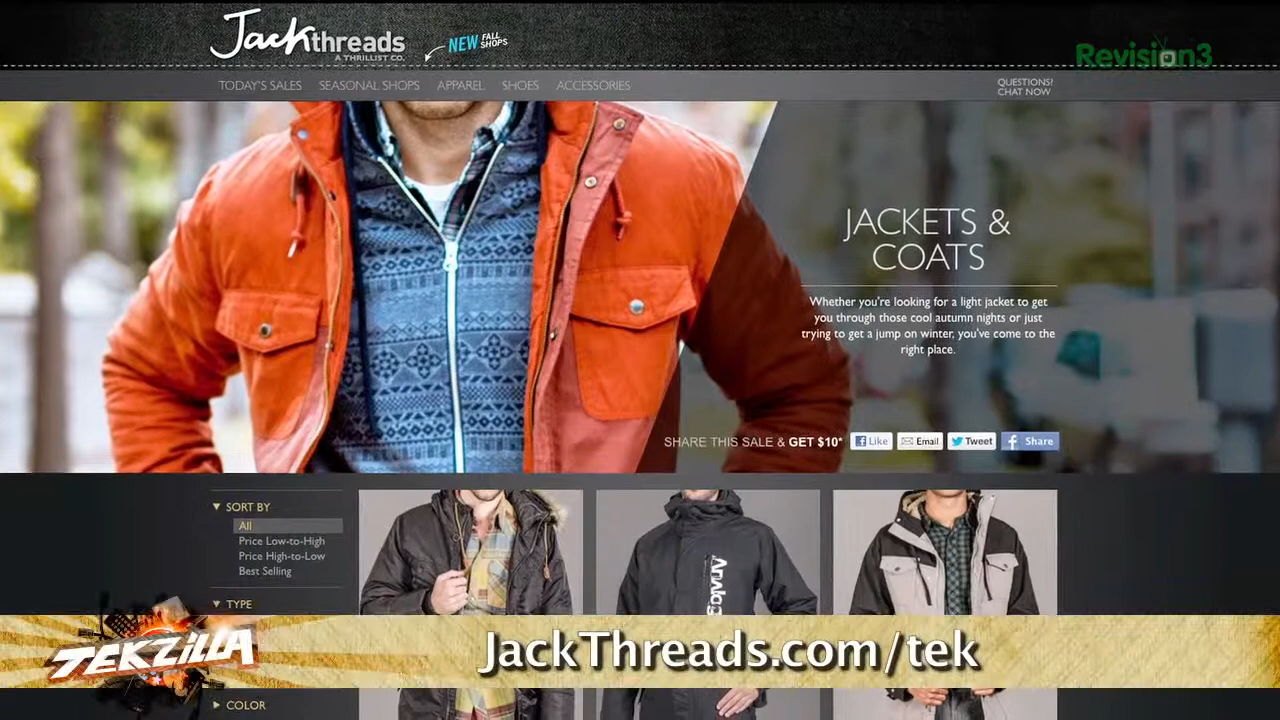 Jackthreads
A THRILLIST CO.
NEW FALL SHOPS
Revision3
TODAY'S SALES SEASONAL SHOPS APPAREL SHOES ACCESSORIES
QUESTIONS?
CHAT NOW
JACKETS &
COATS
Whether you're looking for a light jacket to get
you through those cool autumn nights or just
trying to get a jump on winter, you've come to the
right place.
SHARE THIS SALE & GET $10* Like Email Tweet Share
SORT BY
All
Price Low-to-High
Price High-to-Low
Best Selling
TYPE
TEKZILLA
JackThreads.com/tek
COLOR